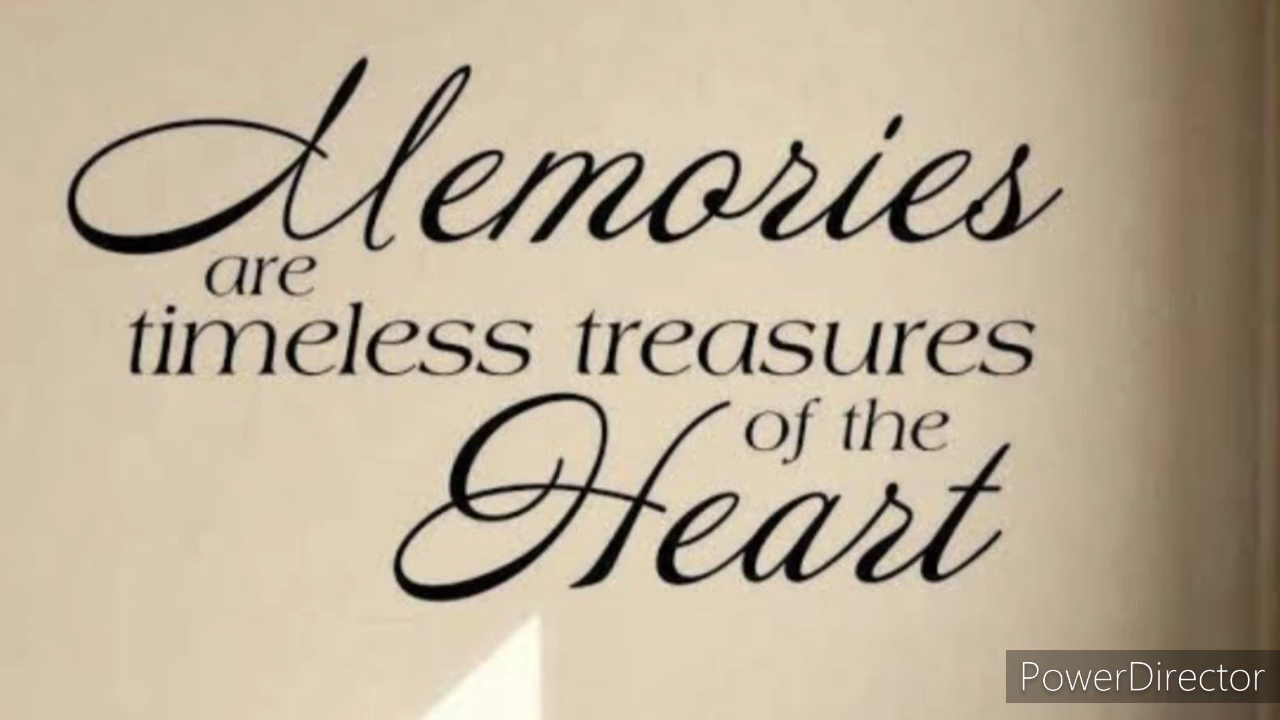 Memories
are
timeless treasures
of the
Heart
PowerDirector